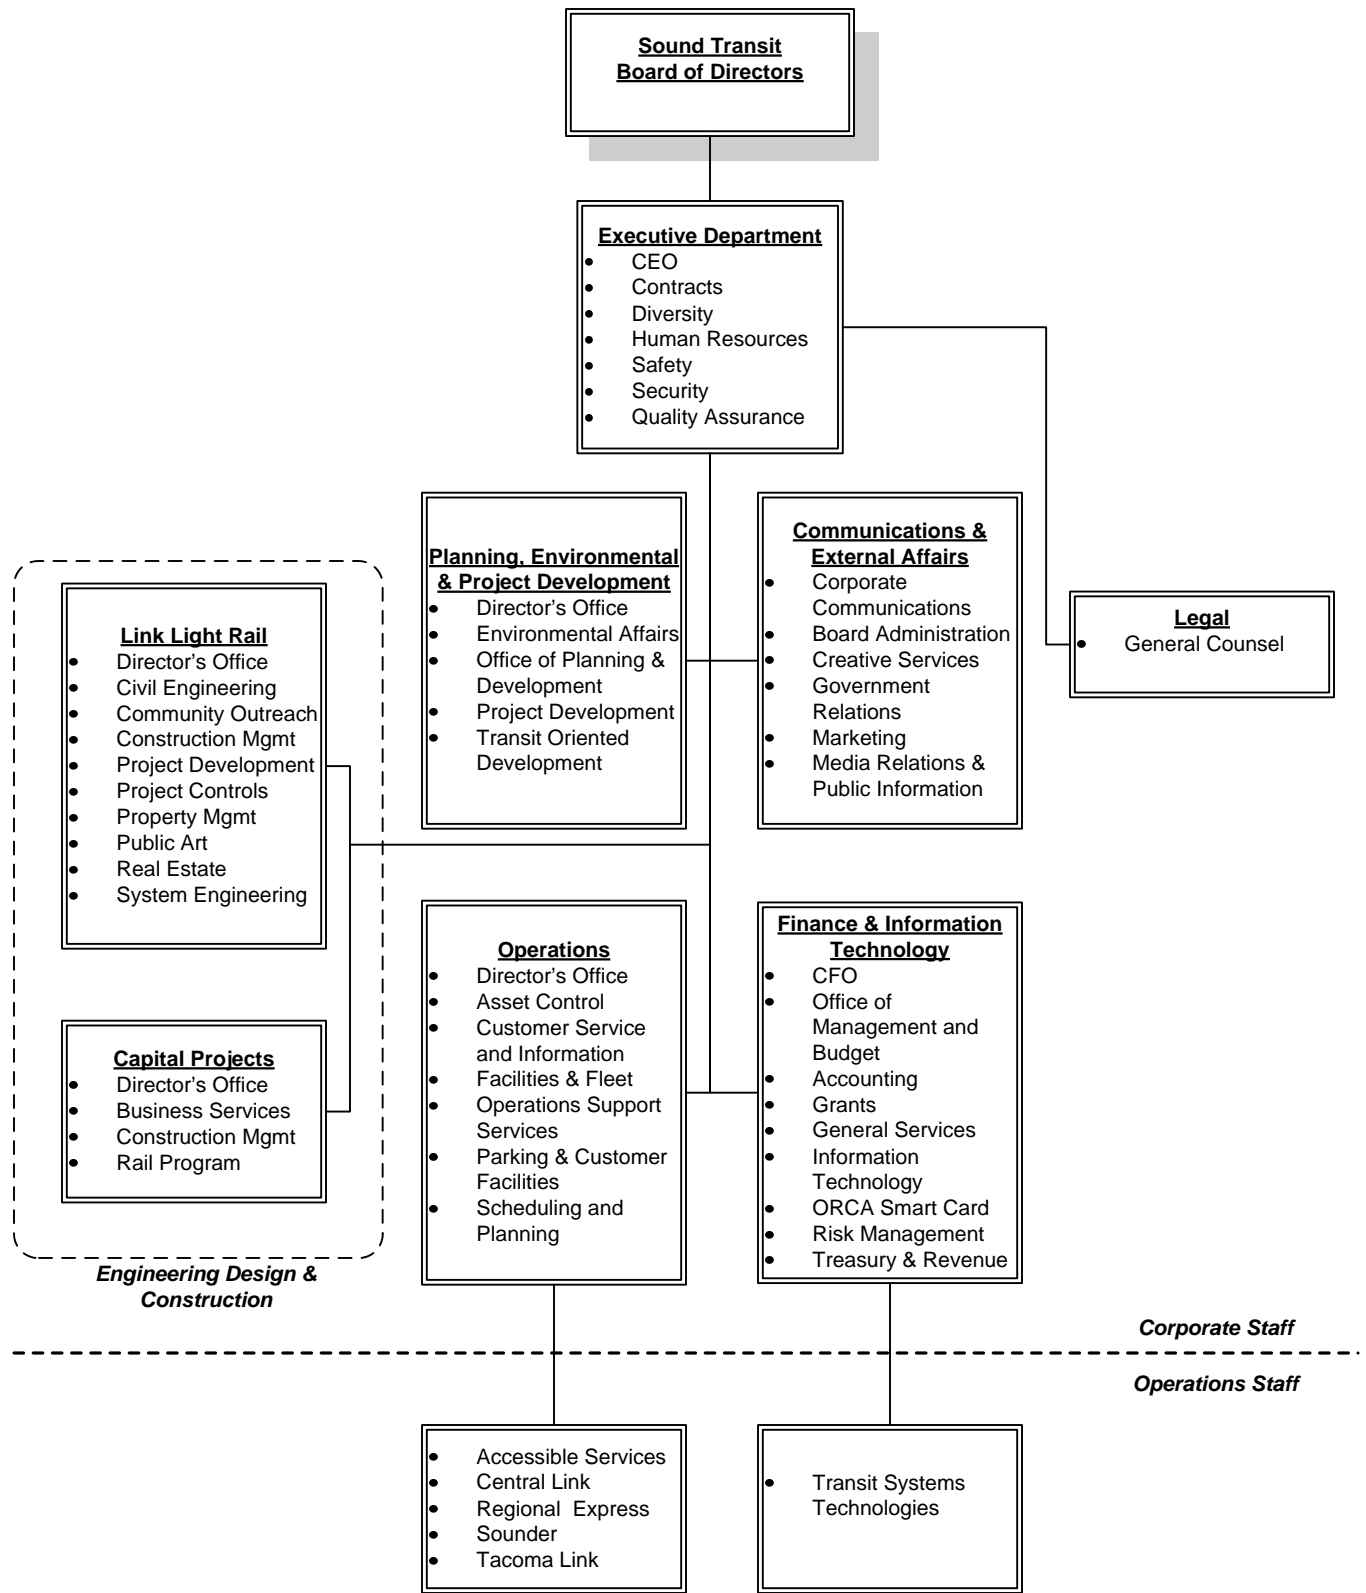 Sound Transit
Board of Directors
Executive Department
• CEO
• Contracts
• Diversity
• Human Resources
• Safety
• Security
• Quality Assurance
Planning, Environmental
& Project Development
• Director’s Office
• Environmental Affairs
• Office of Planning &
Development
• Project Development
• Transit Oriented
Development
Communications &
External Affairs
• Corporate
Communications
• Board Administration
• Creative Services
• Government
Relations
• Marketing
• Media Relations &
Public Information
Legal
• General Counsel
Link Light Rail
• Director’s Office
• Civil Engineering
• Community Outreach
• Construction Mgmt
• Project Development
• Project Controls
• Property Mgmt
• Public Art
• Real Estate
• System Engineering
Capital Projects
• Director’s Office
• Business Services
• Construction Mgmt
• Rail Program
Engineering Design &
Construction
Operations
• Director’s Office
• Asset Control
• Customer Service
and Information
• Facilities & Fleet
• Operations Support
Services
• Parking & Customer
Facilities
• Scheduling and
Planning
Finance & Information
Technology
• CFO
• Office of
Management and
Budget
• Accounting
• Grants
• General Services
• Information
Technology
• ORCA Smart Card
• Risk Management
• Treasury & Revenue
Corporate Staff
Operations Staff
• Accessible Services
• Central Link
• Regional  Express
• Sounder
• Tacoma Link
• Transit Systems
Technologies